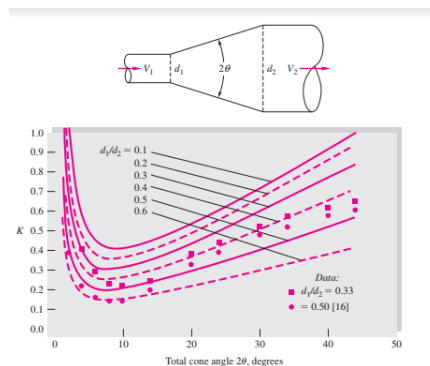 V₁
d₁
2θ
d₂
V₂
1.0
0.9
0.8
0.7
0.6
K 0.5
0.4
0.3
0.2
0.1
0.0
d₁/d₂ = 0.1
0.2
0.3
0.4
0.5
0.6
Data:
d₁/d₂ = 0.33
= 0.50 [16]
0 10 20 30 40 50
Total cone angle 2θ, degrees